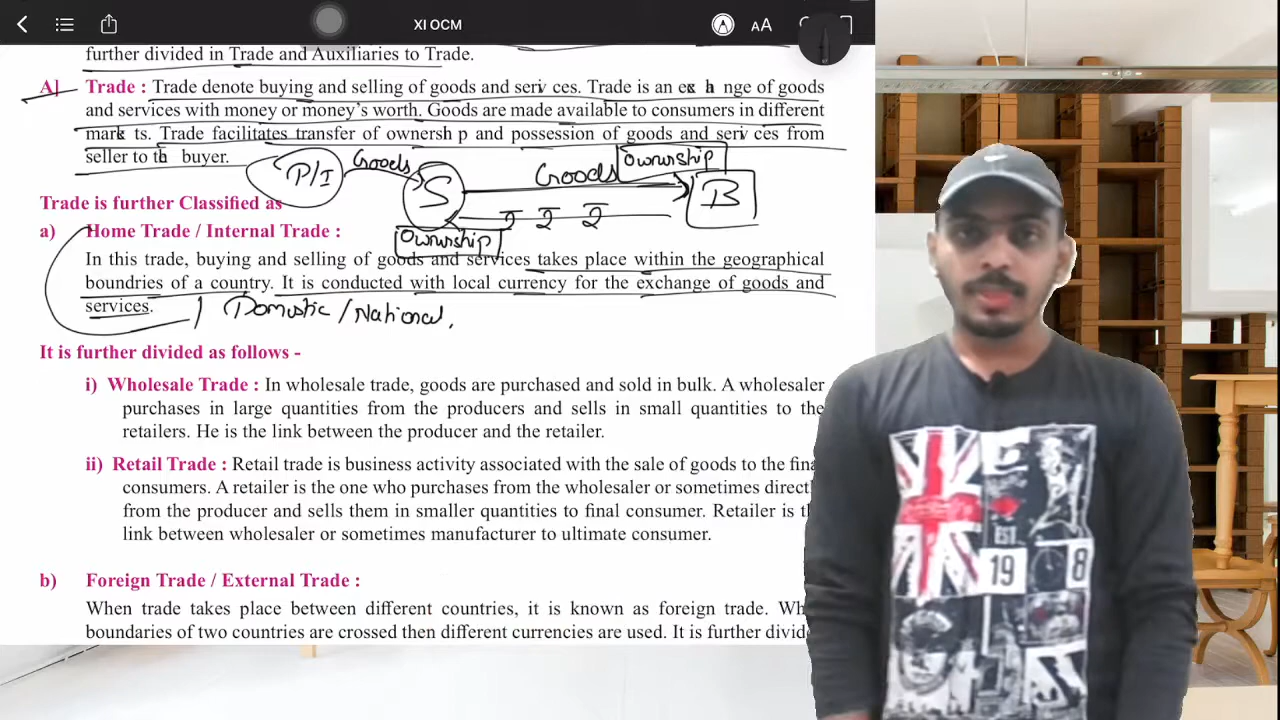 XI OCM
AA
further divided in Trade and Auxiliaries to Trade.
A] Trade : Trade denote buying and selling of goods and serv ces. Trade is an ex h nge of goods
and services with money or money's worth. Goods are made available to consumers in different
mark ts. Trade facilitates transfer of owners p and possession of goods and serv ces from
seller to th buyer.
P/I Goods S Goods Ownership B
Ownership
Trade is further Classified as
a) Home Trade / Internal Trade :
In this trade, buying and selling of goods and services takes place within the geographical
boundries of a country. It is conducted with local currency for the exchange of goods and
services. Domestic / National.
It is further divided as follows -
i) Wholesale Trade : In wholesale trade, goods are purchased and sold in bulk. A wholesaler
purchases in large quantities from the producers and sells in small quantities to the
retailers. He is the link between the producer and the retailer.
ii) Retail Trade : Retail trade is business activity associated with the sale of goods to the fina
consumers. A retailer is the one who purchases from the wholesaler or sometimes directl
from the producer and sells them in smaller quantities to final consumer. Retailer is th
link between wholesaler or sometimes manufacturer to ultimate consumer.
b) Foreign Trade / External Trade :
When trade takes place between different countries, it is known as foreign trade. Wh
boundaries of two countries are crossed then different currencies are used. It is further divid
19 8